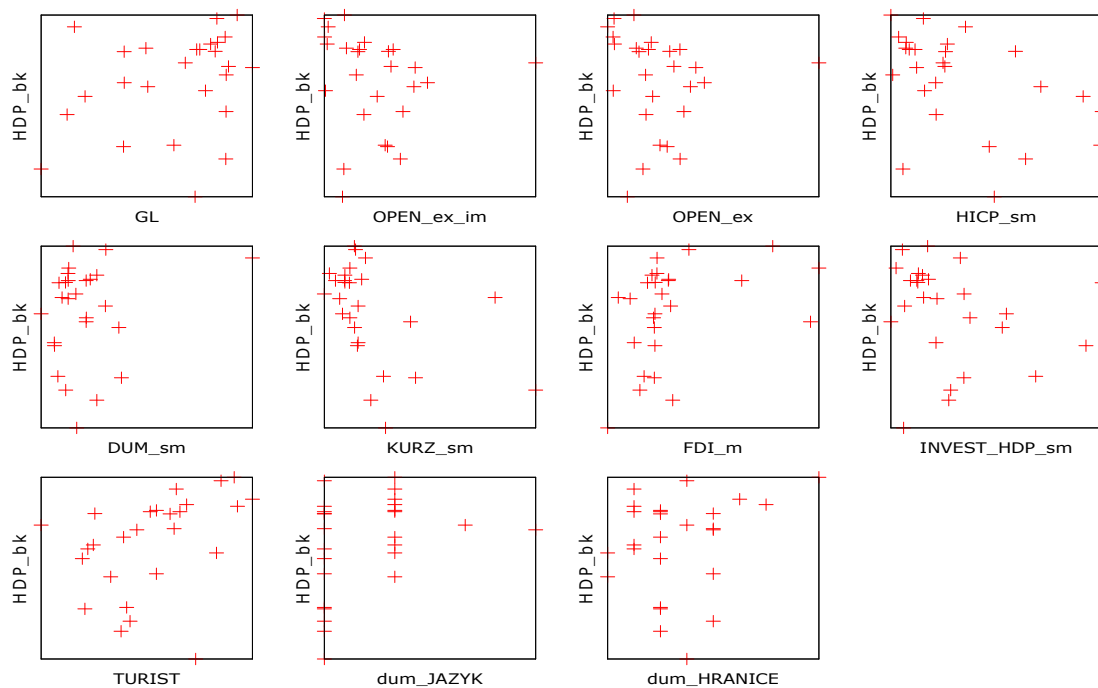 HDP_bk
GL
HDP_bk
OPEN_ex_im
HDP_bk
OPEN_ex
HDP_bk
HICP_sm
HDP_bk
DUM_sm
HDP_bk
KURZ_sm
HDP_bk
FDI_m
HDP_bk
INVEST_HDP_sm
HDP_bk
TURIST
HDP_bk
dum_JAZYK
HDP_bk
dum_HRANICE